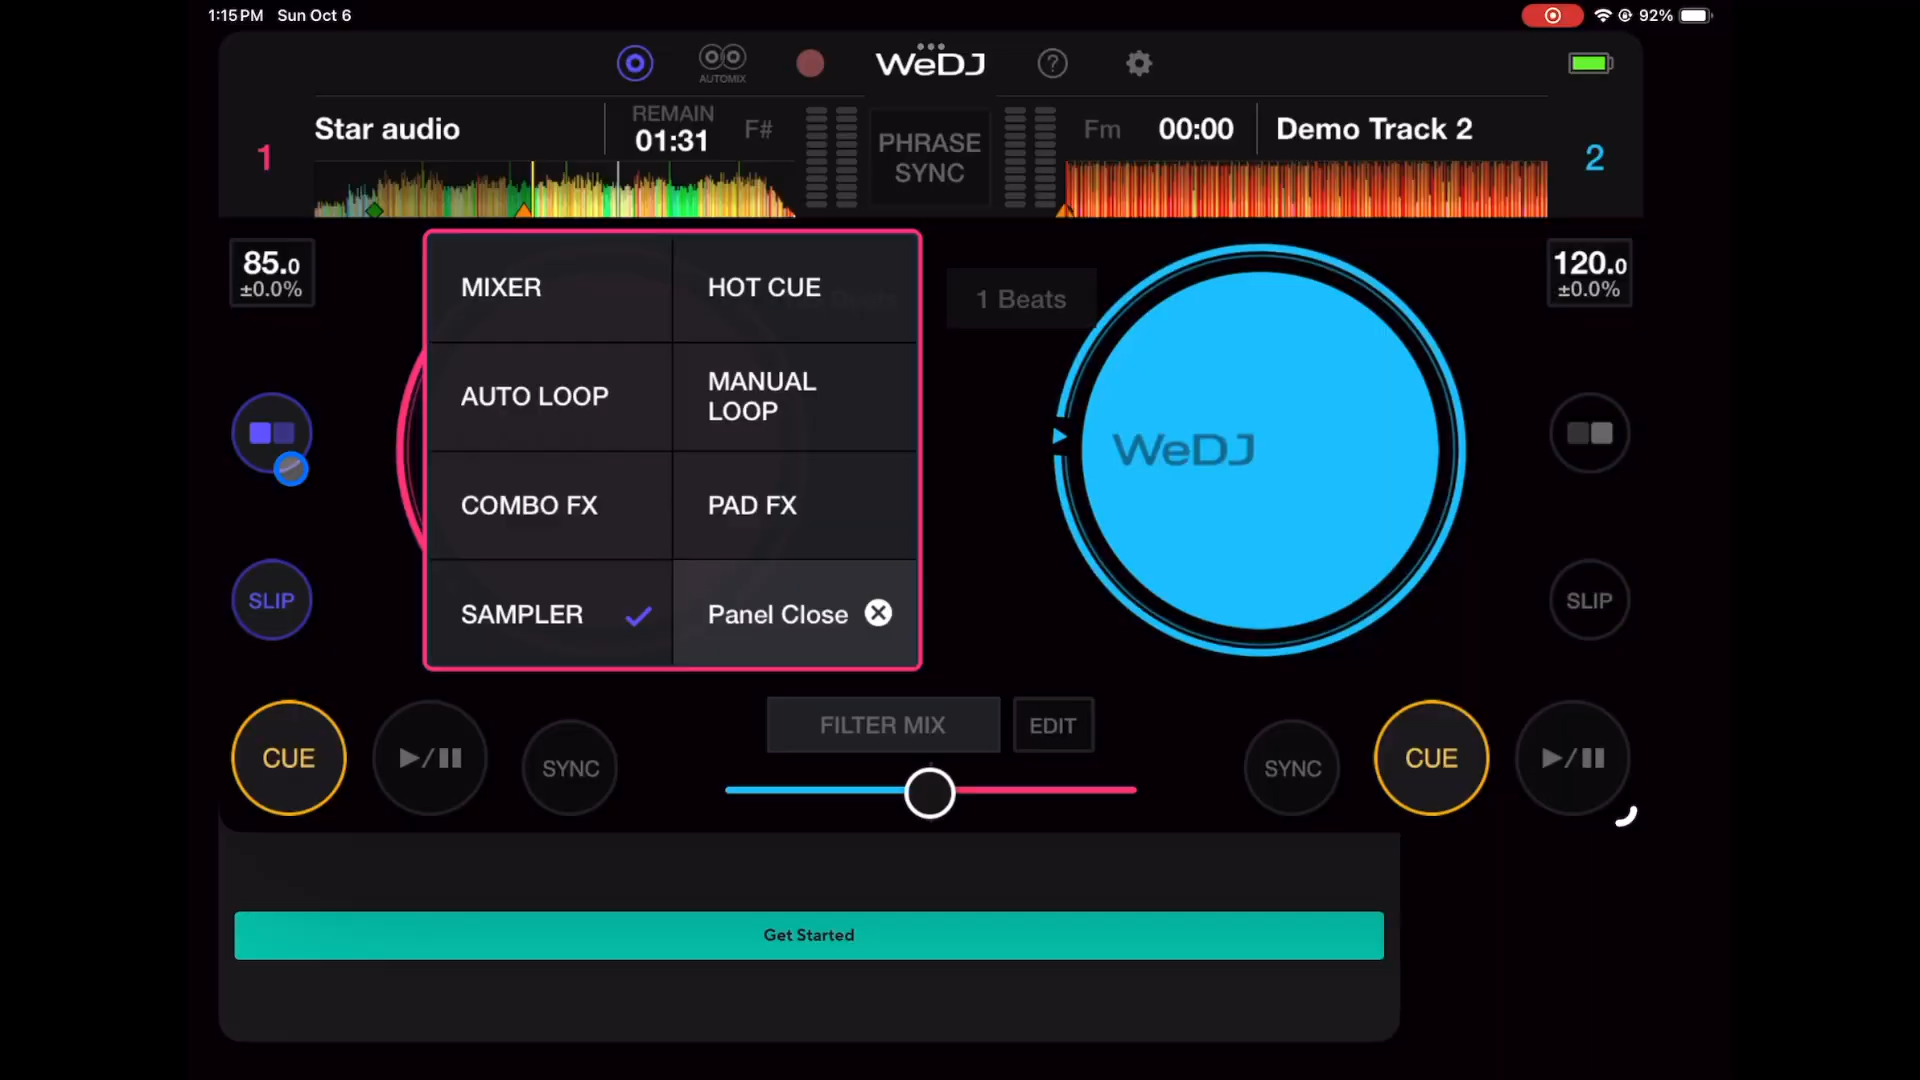 1:15 PM Sun Oct 6
92%
AUTOMIX
WeDJ
?
1
Star audio
REMAIN
01:31
F#
PHRASE
SYNC
Fm
00:00
Demo Track 2
2
85.0
±0.0%
MIXER
HOT CUE
1 Beats
120.0
±0.0%
AUTO LOOP
MANUAL
LOOP
WeDJ
COMBO FX
PAD FX
SLIP
SAMPLER
Panel Close
SLIP
CUE
SYNC
FILTER MIX
EDIT
SYNC
CUE
Get Started